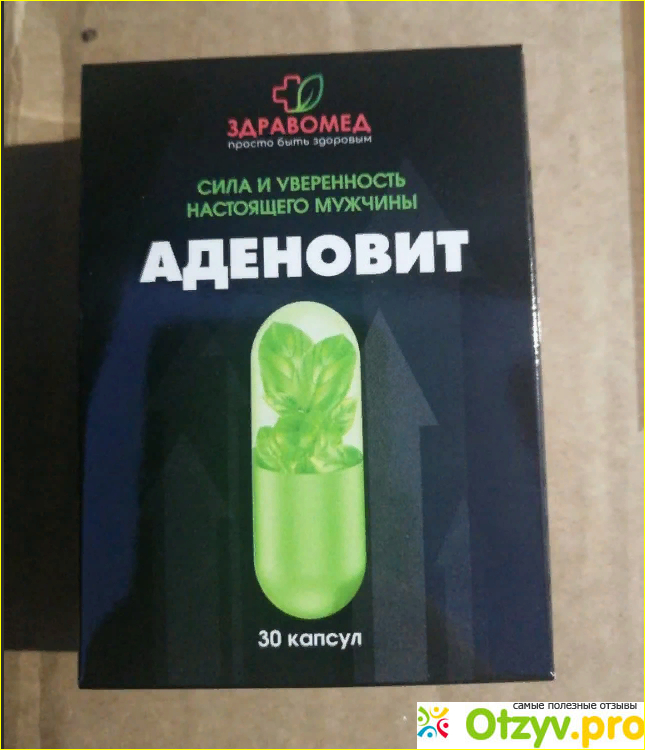 ЗДРАВОМЕД
просто быть здоровым
СИЛА И УВЕРЕННОСТЬ
НАСТОЯЩЕГО МУЖЧИНЫ
АДЕНОВИТ
30 капсул
самые полезные отзывы
Otzyv.pro